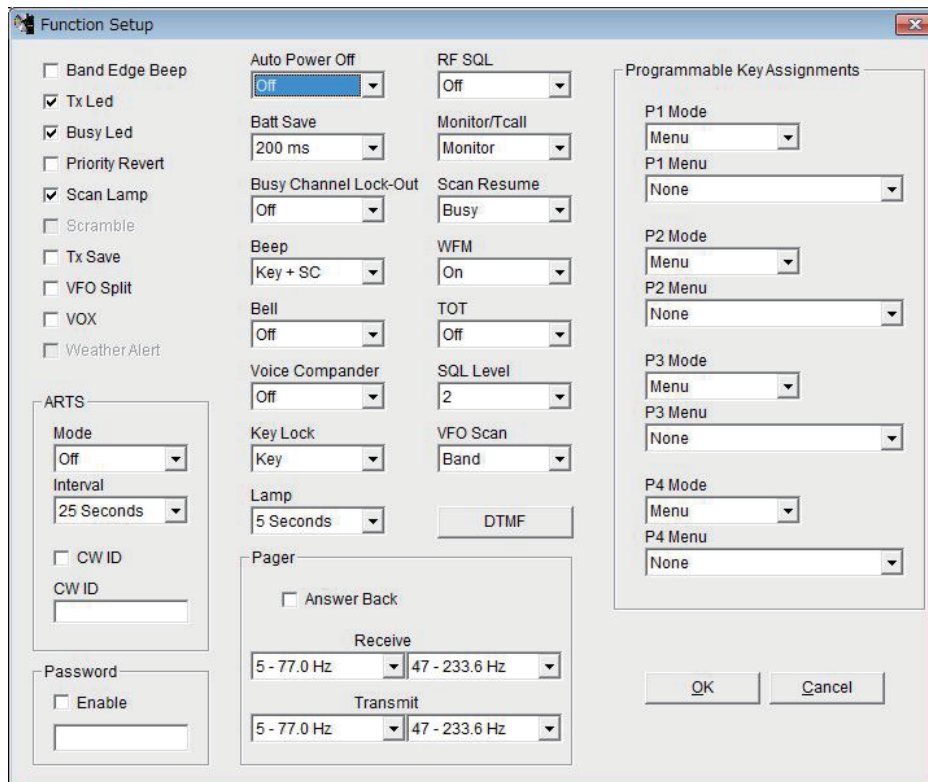 Function Setup
Band Edge Beep
Tx Led
Busy Led
Priority Revert
Scan Lamp
Scramble
Tx Save
VFO Split
VOX
Weather Alert
ARTS
Mode
Off
Interval
25 Seconds
CW ID
CW ID
Password
Enable
Auto Power Off
Off
Batt Save
200 ms
Busy Channel Lock-Out
Off
Beep
Key + SC
Bell
Off
Voice Compander
Off
Key Lock
Key
Lamp
5 Seconds
RF SQL
Off
Monitor/Tcall
Monitor
Scan Resume
Busy
WFM
On
TOT
Off
SQL Level
2
VFO Scan
Band
DTMF
Pager
Answer Back
Receive
5 - 77.0 Hz 47 - 233.6 Hz
Transmit
5 - 77.0 Hz 47 - 233.6 Hz
Programmable Key Assignments
P1 Mode
Menu
P1 Menu
None
P2 Mode
Menu
P2 Menu
None
P3 Mode
Menu
P3 Menu
None
P4 Mode
Menu
P4 Menu
None
OK Cancel